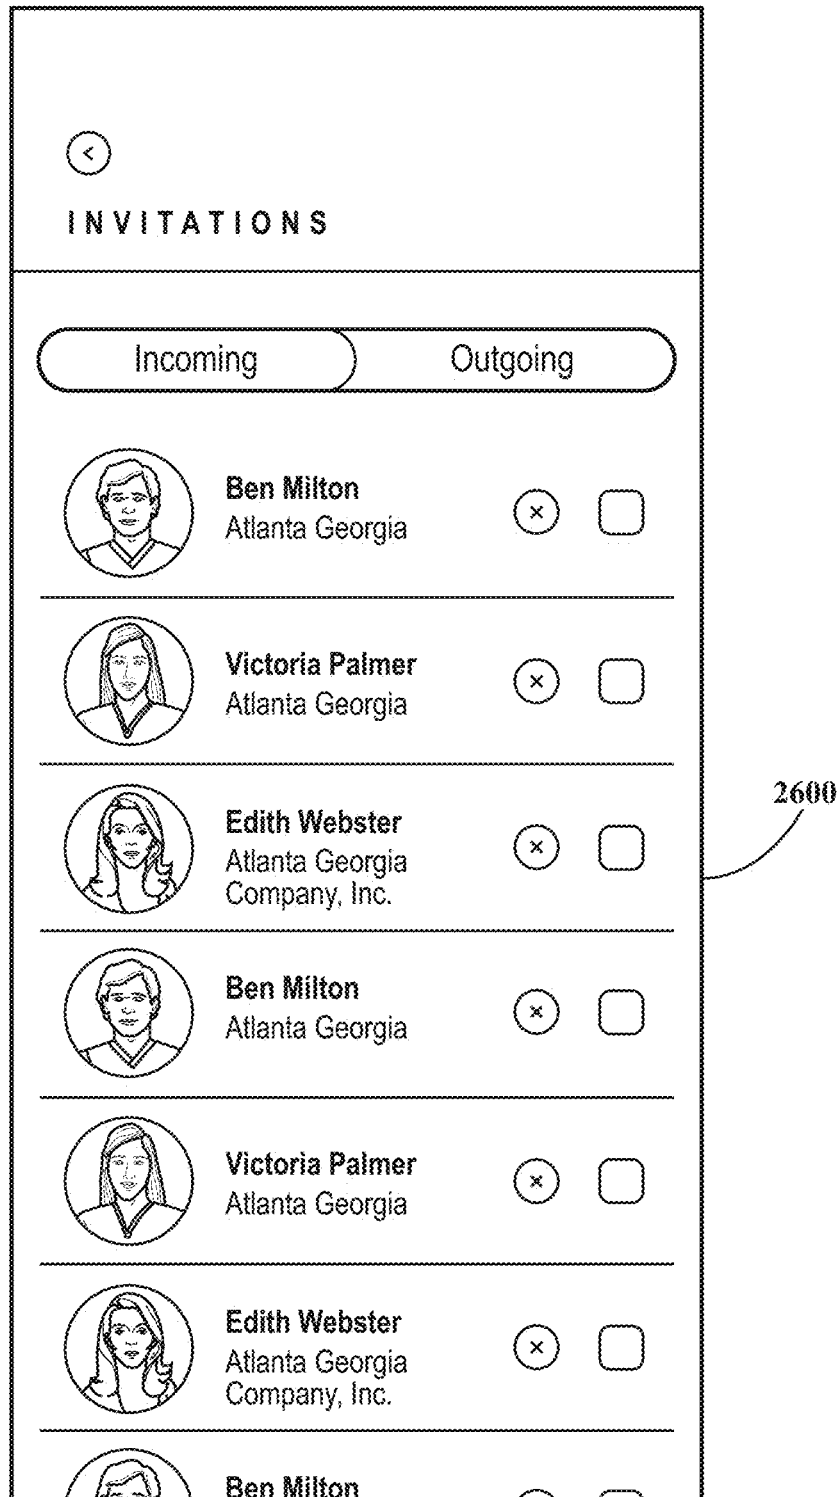 INVITATIONS
Incoming Outgoing
Ben Milton
Atlanta Georgia
Victoria Palmer
Atlanta Georgia
2600
Edith Webster
Atlanta Georgia
Company, Inc.
Ben Milton
Atlanta Georgia
Victoria Palmer
Atlanta Georgia
Edith Webster
Atlanta Georgia
Company, Inc.
Ben Milton